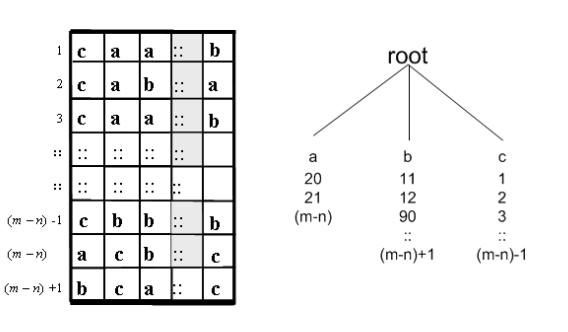 1 c a a :: b
2 c a b :: a
3 c a a :: b
:: :: :: :: ::
:: :: :: :: ::
(m – n) -1 c b b :: b
(m – n) a c b :: c
(m – n) +1 b c a :: c
root
a b c
20 11 1
21 12 2
(m-n) 90 3
:: ::
(m-n)+1 (m-n)-1